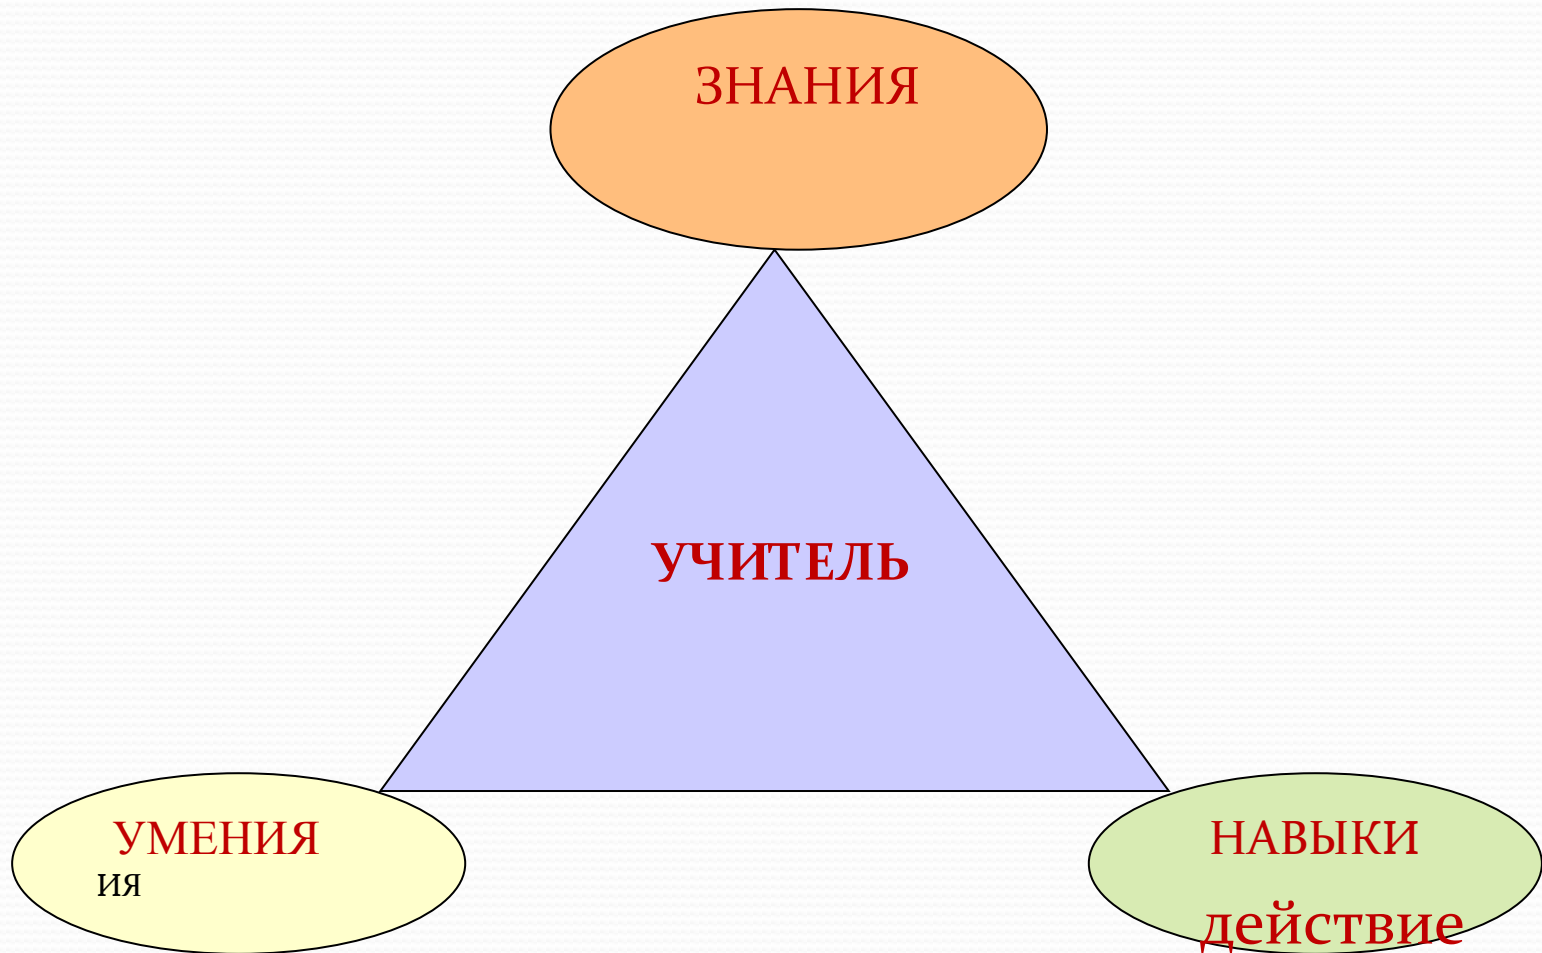 ЗНАНИЯ
УЧИТЕЛЬ
УМЕНИЯ
ИЯ
НАВЫКИ
действие